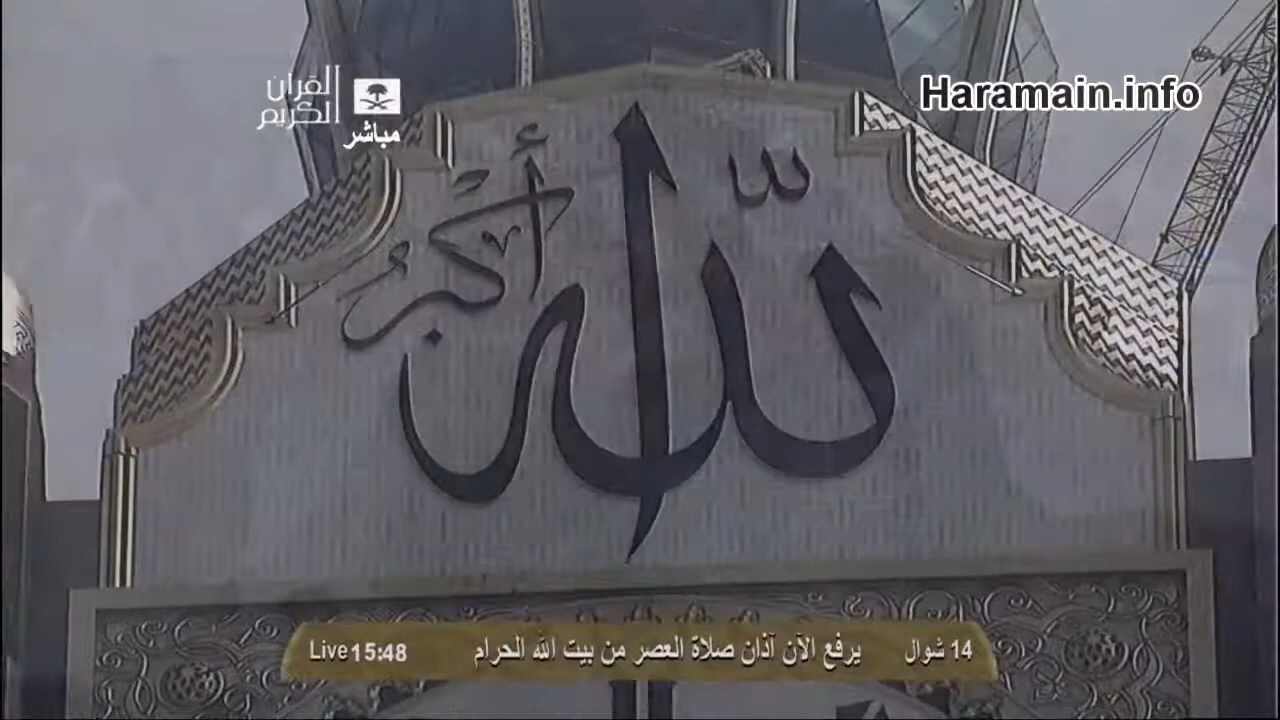 القرآن
الكريم
مباشر
Haramain.info
الله أكبر
14 شوال يرفع الآن آذان صلاة العصر من بيت الله الحرام Live 15:48